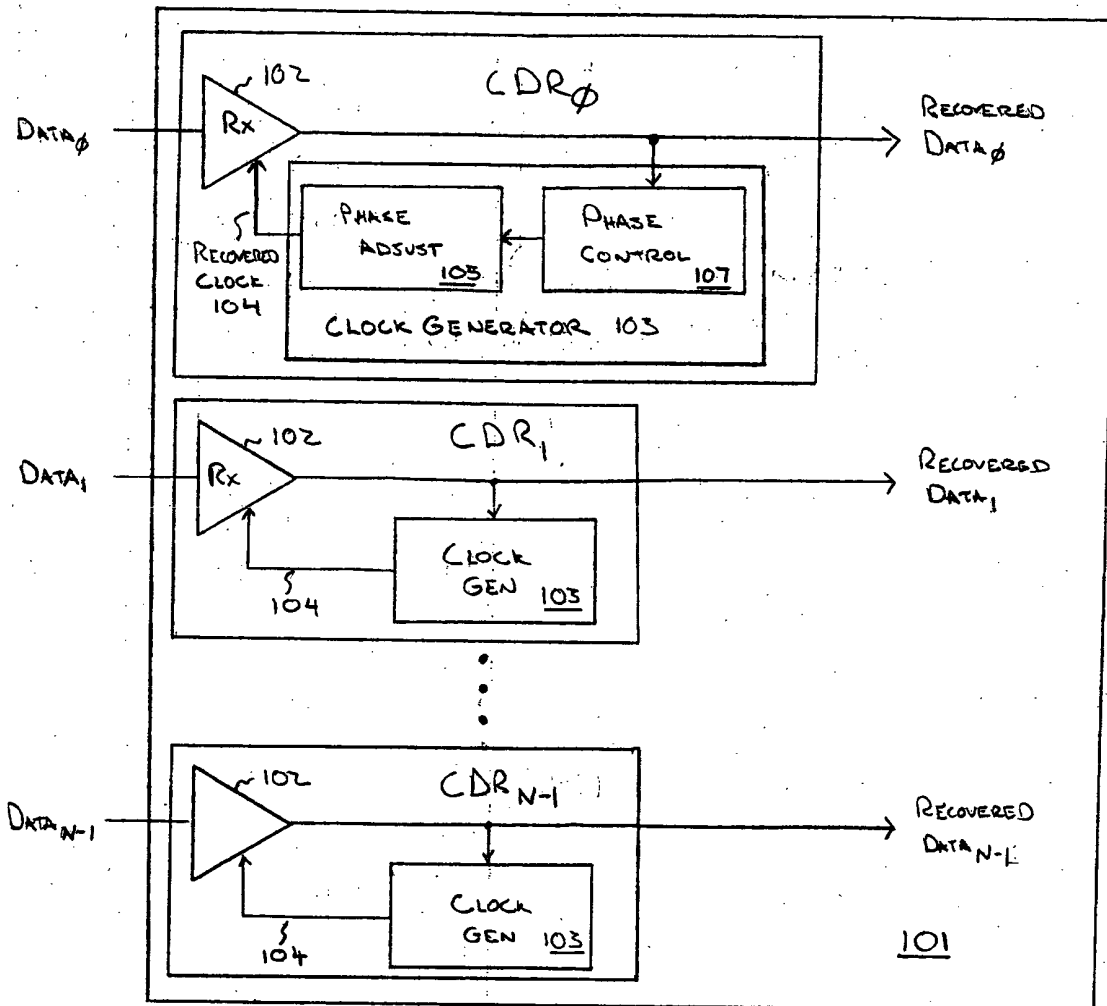 102
CDRϕ
Rx
DATAϕ
RECOVERED
DATAϕ
PHASE
ADJUST 105
PHASE
CONTROL 107
RECOVERED
CLOCK
104
CLOCK GENERATOR 103
102
CDR1
Rx
DATA1
RECOVERED
DATA1
CLOCK
GEN 103
104
102
CDRN-1
DATAN-1
RECOVERED
DATAN-1
CLOCK
GEN 103
104
101